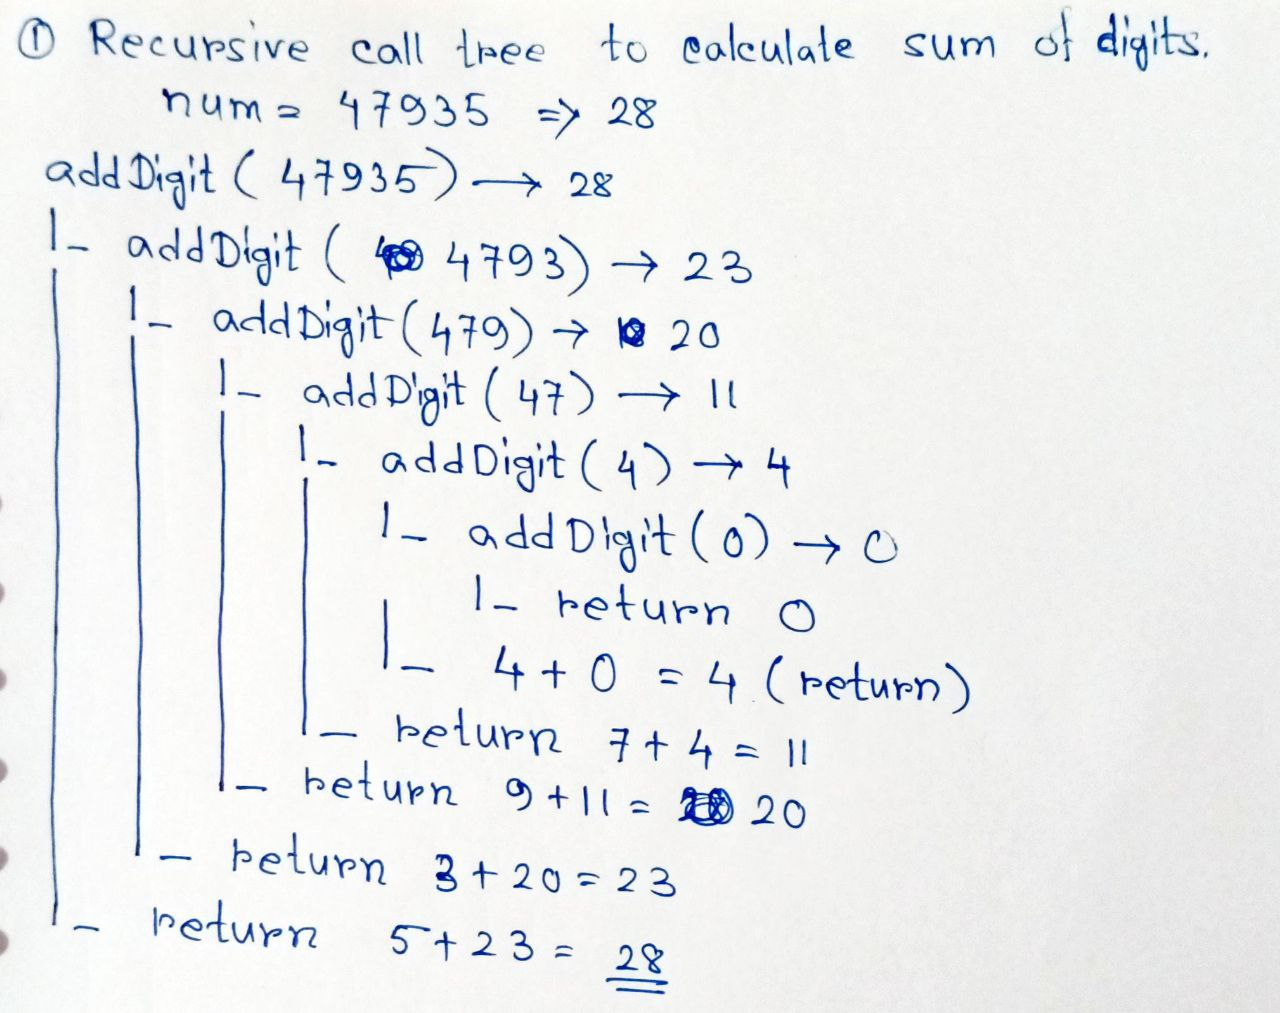 ① Recursive call tree to calculate sum of digits.
num = 47935 => 28
addDigit ( 47935 ) → 28
|- addDigit ( 4793 ) → 23
|- addDigit ( 479 ) → 20
|- addDigit ( 47 ) → 11
|- addDigit ( 4 ) → 4
|- addDigit ( 0 ) → 0
|- return 0
|- 4 + 0 = 4 ( return )
|- return 7 + 4 = 11
|- return 9 + 11 = 20
|- return 3 + 20 = 23
|- return 5 + 23 = 28